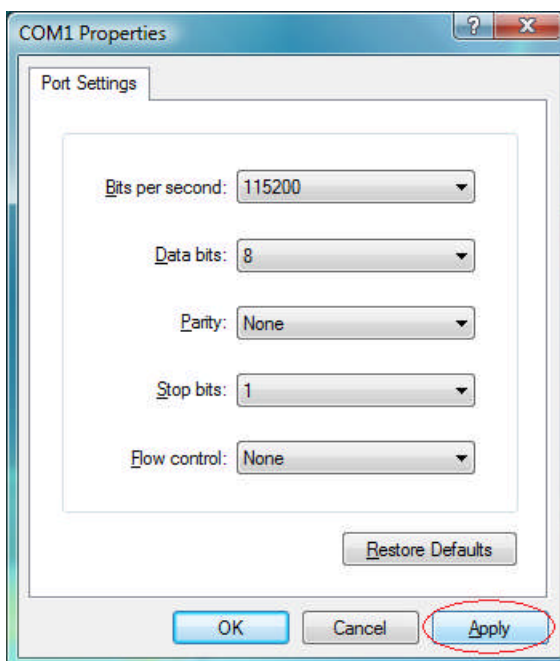 COM1 Properties
Port Settings
Bits per second: 115200
Data bits: 8
Parity: None
Stop bits: 1
Flow control: None
Restore Defaults
OK Cancel Apply